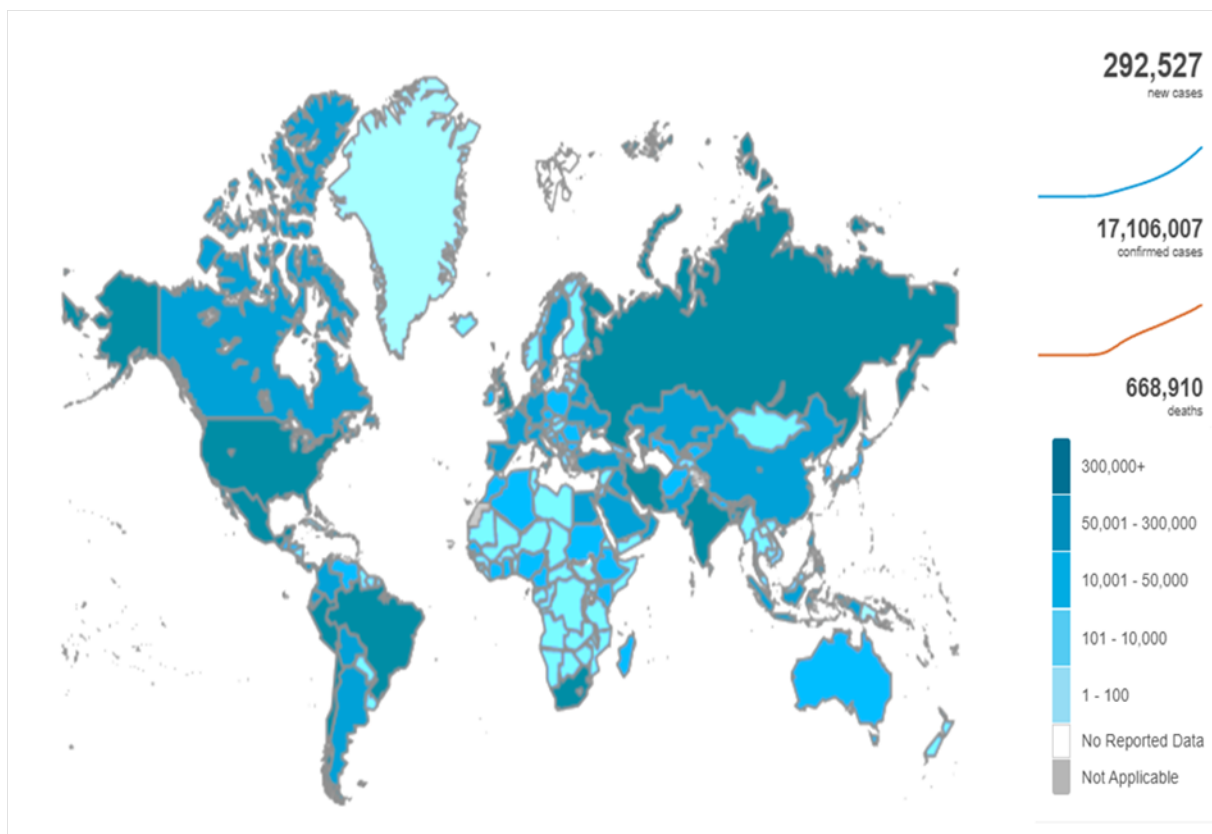 292,527
new cases
17,106,007
confirmed cases
668,910
deaths
300,000+
50,001 - 300,000
10,001 - 50,000
101 - 10,000
1 - 100
No Reported Data
Not Applicable